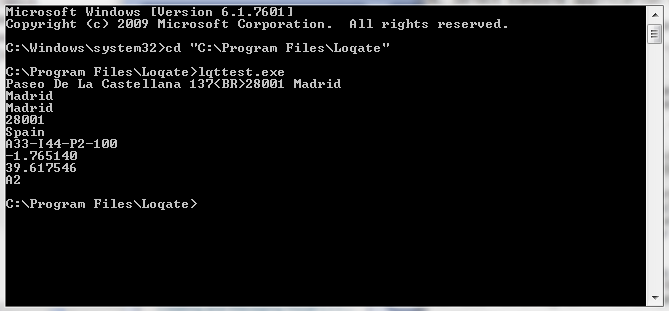 Microsoft Windows [Version 6.1.7601]
Copyright (c) 2009 Microsoft Corporation.  All rights reserved.
C:\Windows\system32>cd "C:\Program Files\Loqate"
C:\Program Files\Loqate>lqttest.exe
Paseo De La Castellana 137<BR>28001 Madrid
Madrid
Madrid
28001
Spain
A33-I44-P2-100
-1.765140
39.617546
A2
C:\Program Files\Loqate>